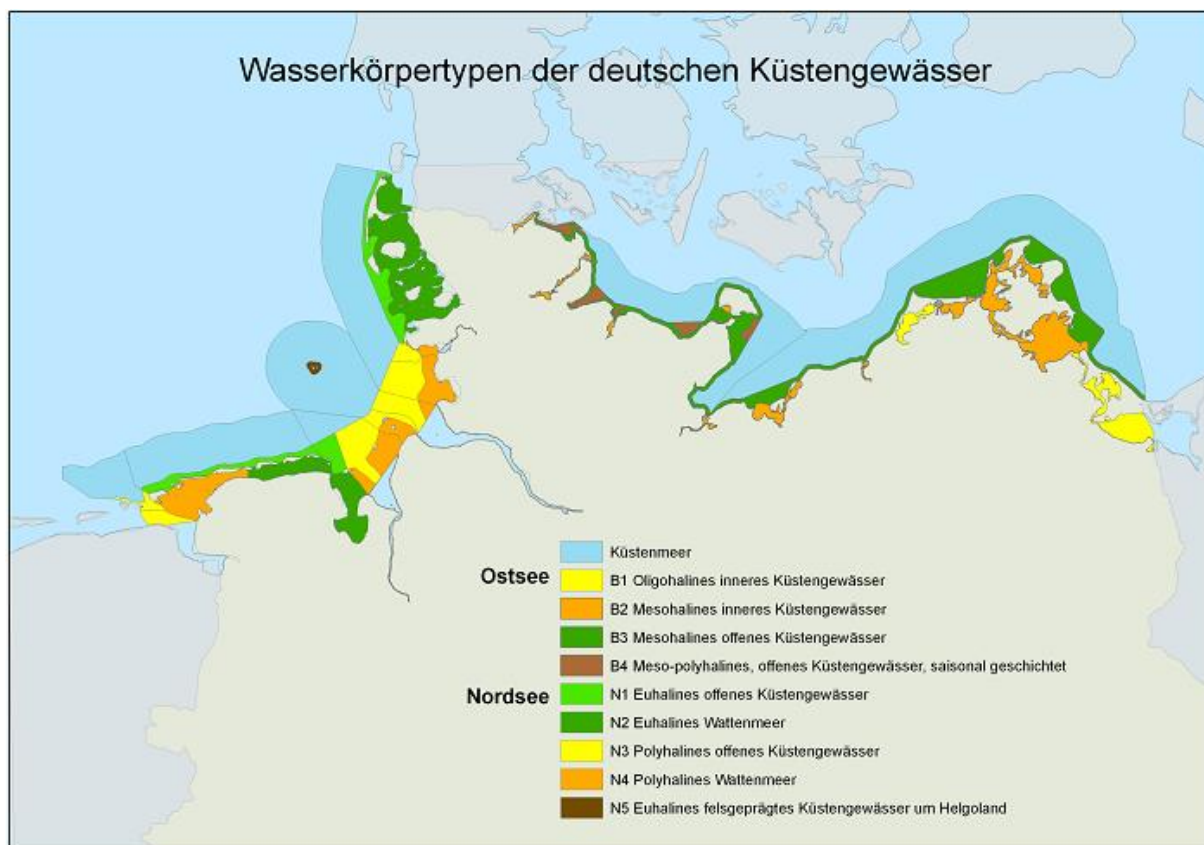 Wasserkörpertypen der deutschen Küstengewässer
Küstenmeer
Ostsee
B1 Oligohalines inneres Küstengewässer
B2 Mesohalines inneres Küstengewässer
B3 Mesohalines offenes Küstengewässer
B4 Meso-polyhalines, offenes Küstengewässer, saisonal geschichtet
Nordsee
N1 Euhalines offenes Küstengewässer
N2 Euhalines Wattenmeer
N3 Polyhalines offenes Küstengewässer
N4 Polyhalines Wattenmeer
N5 Euhalines felsgeprägtes Küstengewässer um Helgoland